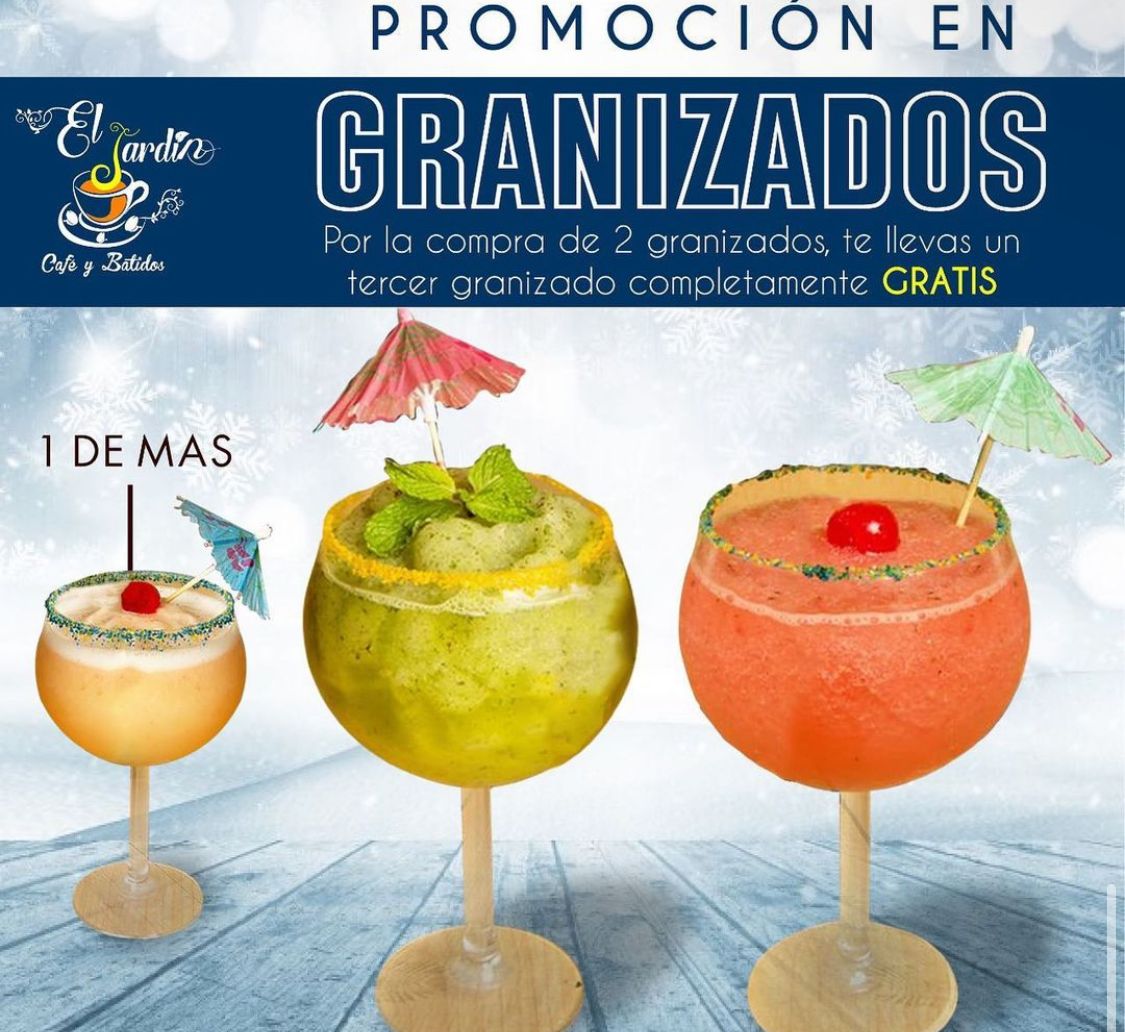 PROMOCIÓN EN
El Jardín
Café y Batidos
GRANIZADOS
Por la compra de 2 granizados, te llevas un
tercer granizado completamente GRATIS
1 DE MAS